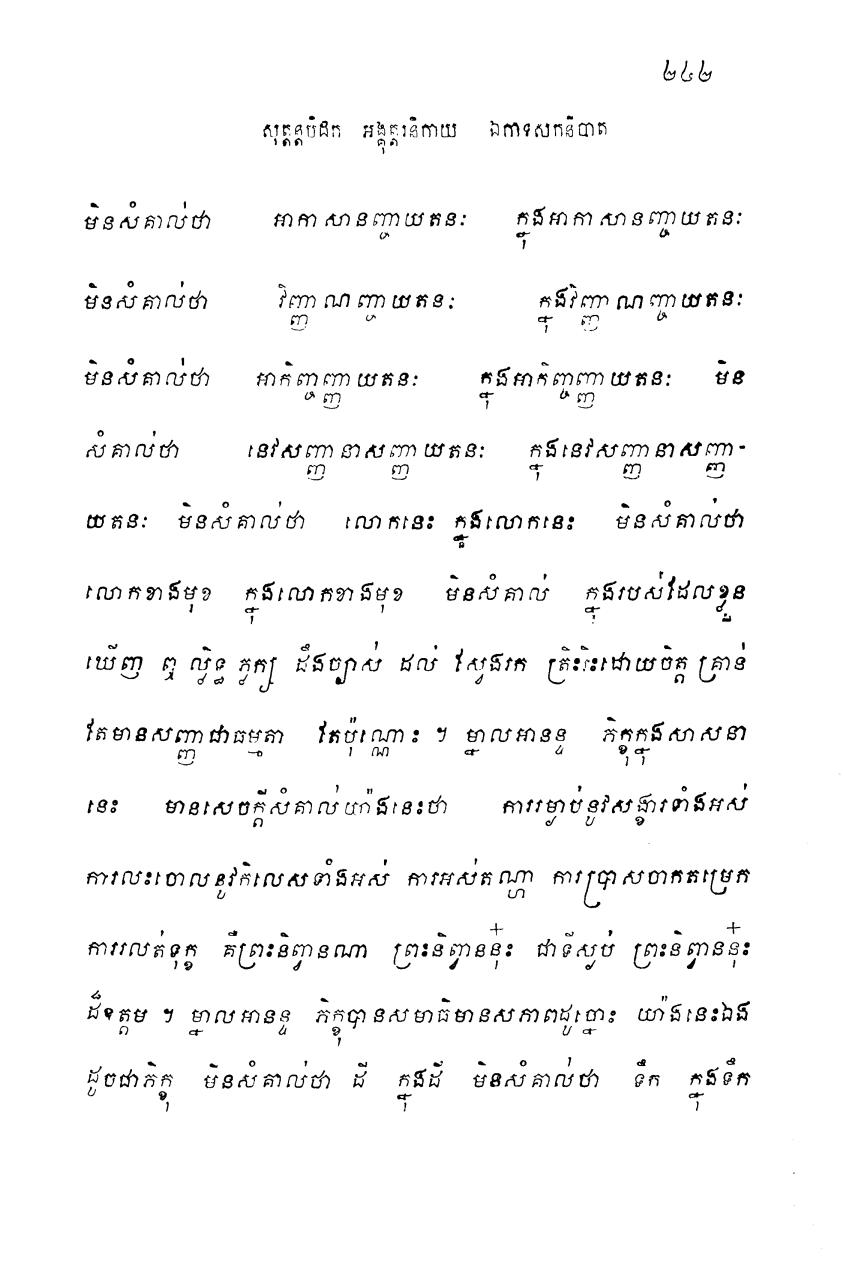 ២៤២
សុត្តន្តបិដក អង្គុត្តរនិកាយ ឯកាទសកនិបាត
មិនសំគាល់ថា អាកាសានញ្ចាយតនៈ ក្នុងអាកាសានញ្ចាយតនៈ
មិនសំគាល់ថា វិញ្ញាណញ្ចាយតនៈ ក្នុងវិញ្ញាណញ្ចាយតនៈ
មិនសំគាល់ថា អាកិញ្ចញ្ញាយតនៈ ក្នុងអាកិញ្ចញ្ញាយតនៈ មិន
សំគាល់ថា នេវសញ្ញានាសញ្ញាយតនៈ ក្នុងនេវសញ្ញានាសញ្ញា-
យតនៈ មិនសំគាល់ថា លោកនេះ ក្នុងលោកនេះ មិនសំគាល់ថា
លោកខាងមុខ ក្នុងលោកខាងមុខ មិនសំគាល់ ក្នុងរបស់ដែលខ្លួន
ឃើញ ឮ ល្ទិទ្ធ ភ្លក្ស ដឹងច្បាស់ ដល់ ស្វែងរក ត្រិះរិះដោយចិត្ត គ្រាន់
តែមានសញ្ញាជាធម្មតា តែប៉ុណ្ណោះ ។ ម្នាលអានន្ទ ភិក្ខុក្នុងសាសនា
នេះ មានសេចក្តីសំគាល់យ៉ាងនេះថា ការរម្ងាប់នូវសង្ខារទាំងអស់
ការលះចោលនូវកិលេសទាំងអស់ ការអស់តណ្ហា ការប្រាសចាកតម្រេក
ការរលត់ទុក្ខ គឺព្រះនិព្វានណា ព្រះនិព្វាននុ៎ះ ជាទីស្ងប់ ព្រះនិព្វាននុ៎ះ
ដ៏ឧត្តម ។ ម្នាលអានន្ទ ភិក្ខុបានសមាធិមានសភាពដូច្នោះ យ៉ាងនេះឯង
ដូចជាភិក្ខុ មិនសំគាល់ថា ដី ក្នុងដី មិនសំគាល់ថា ទឹក ក្នុងទឹក